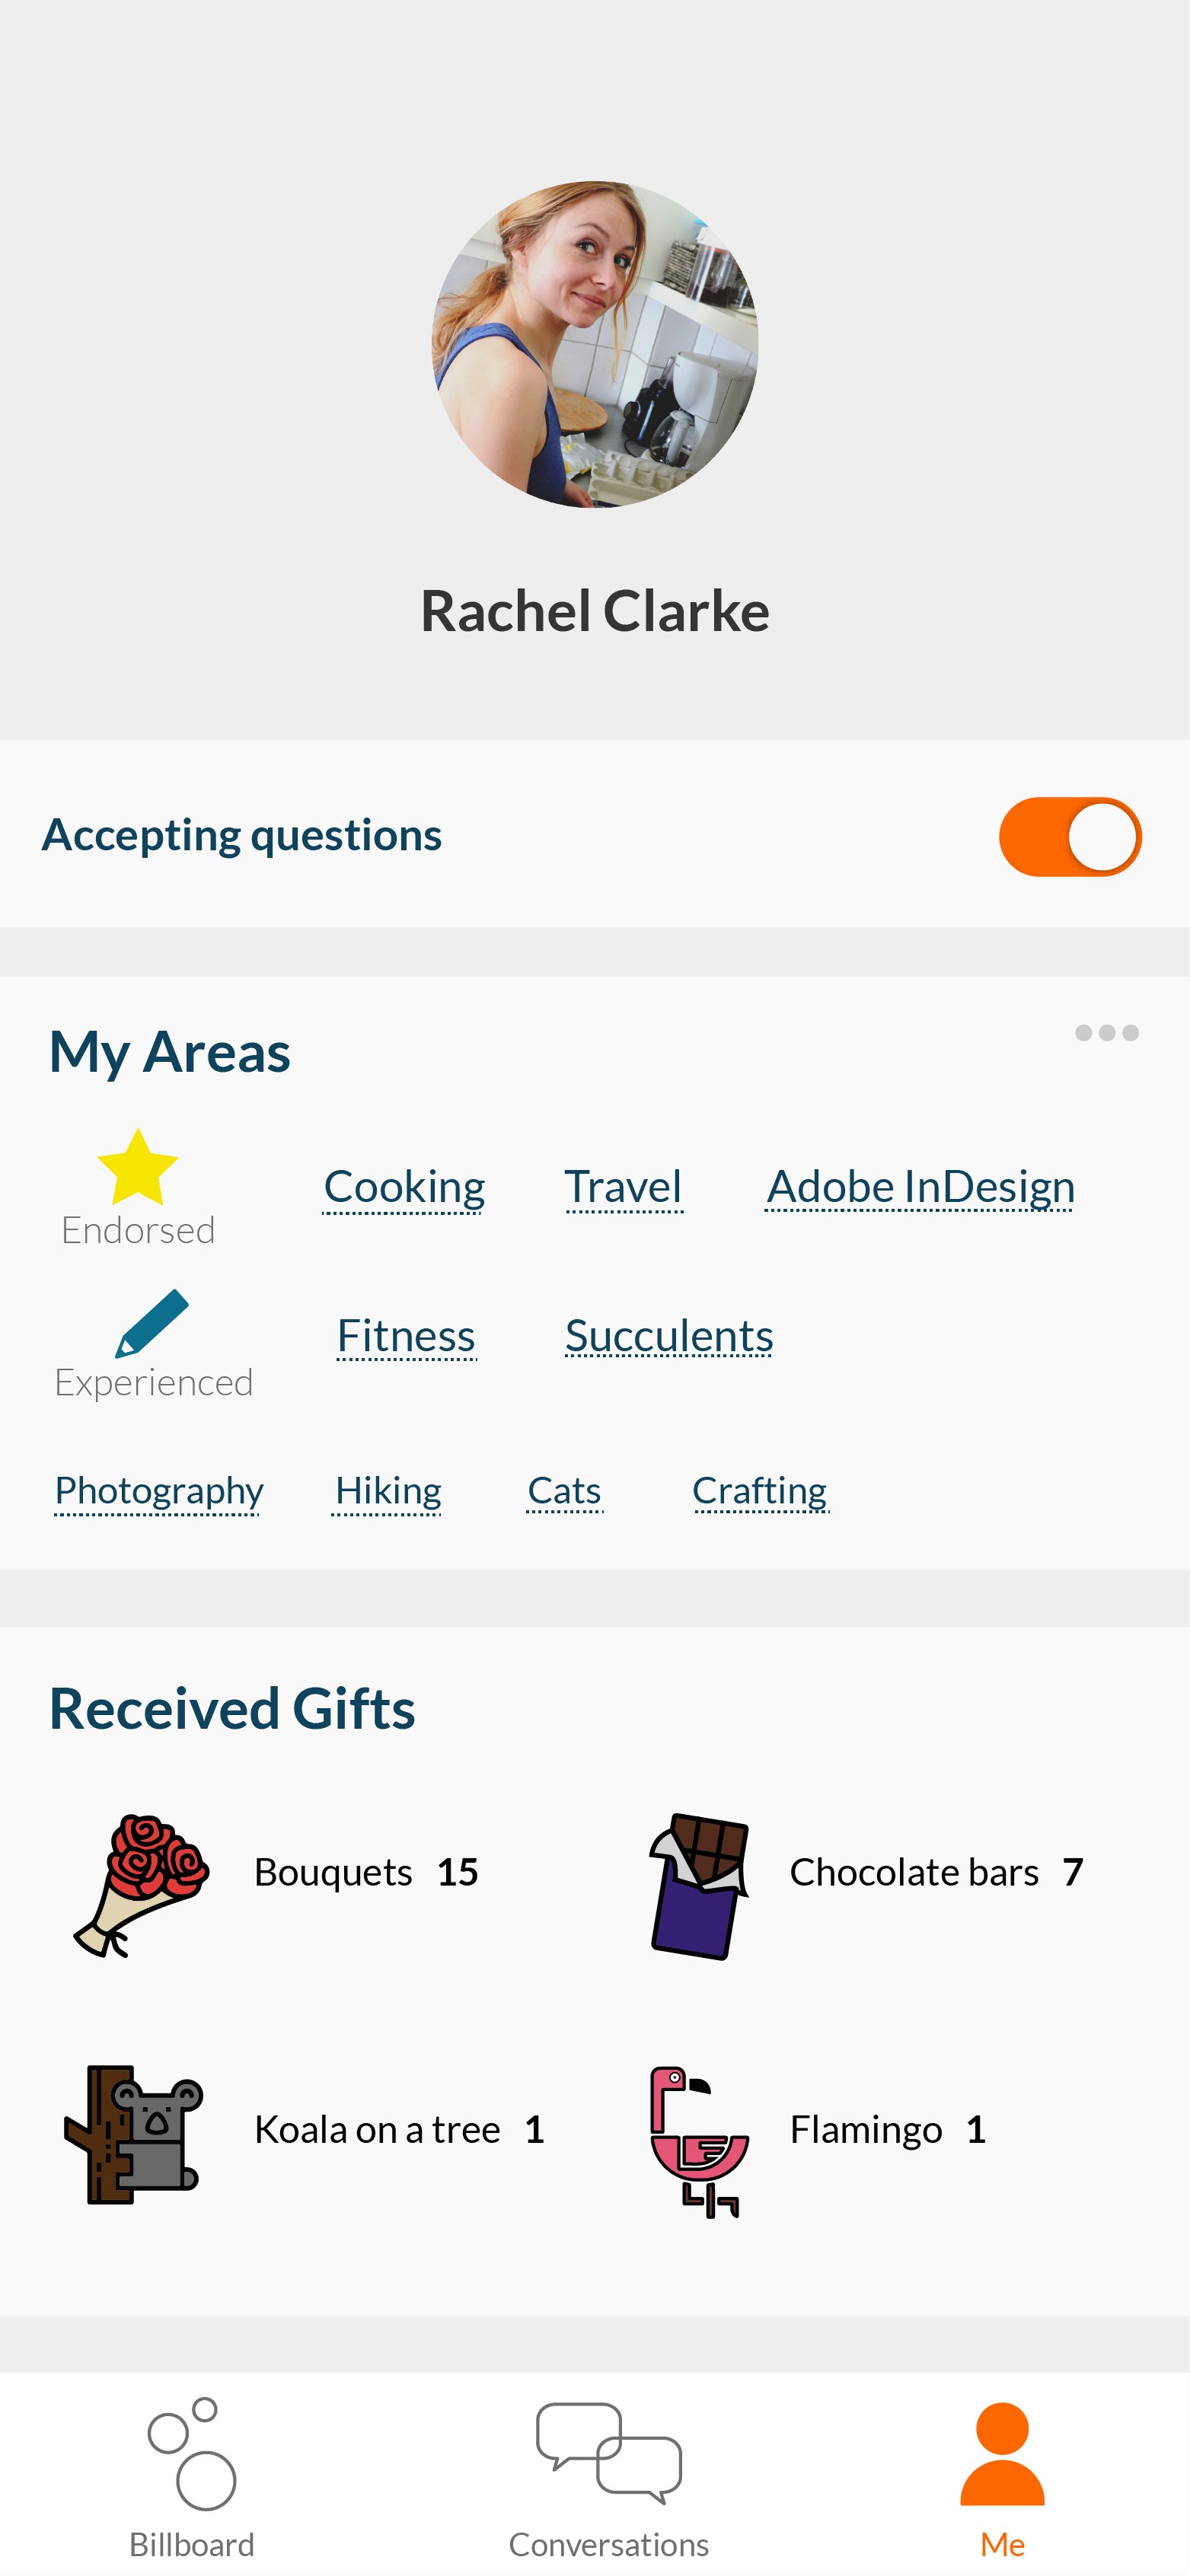 Rachel Clarke
Accepting questions
My Areas
Endorsed Cooking Travel Adobe InDesign
Experienced Fitness Succulents
Photography Hiking Cats Crafting
Received Gifts
Bouquets 15 Chocolate bars 7
Koala on a tree 1 Flamingo 1
Billboard Conversations Me